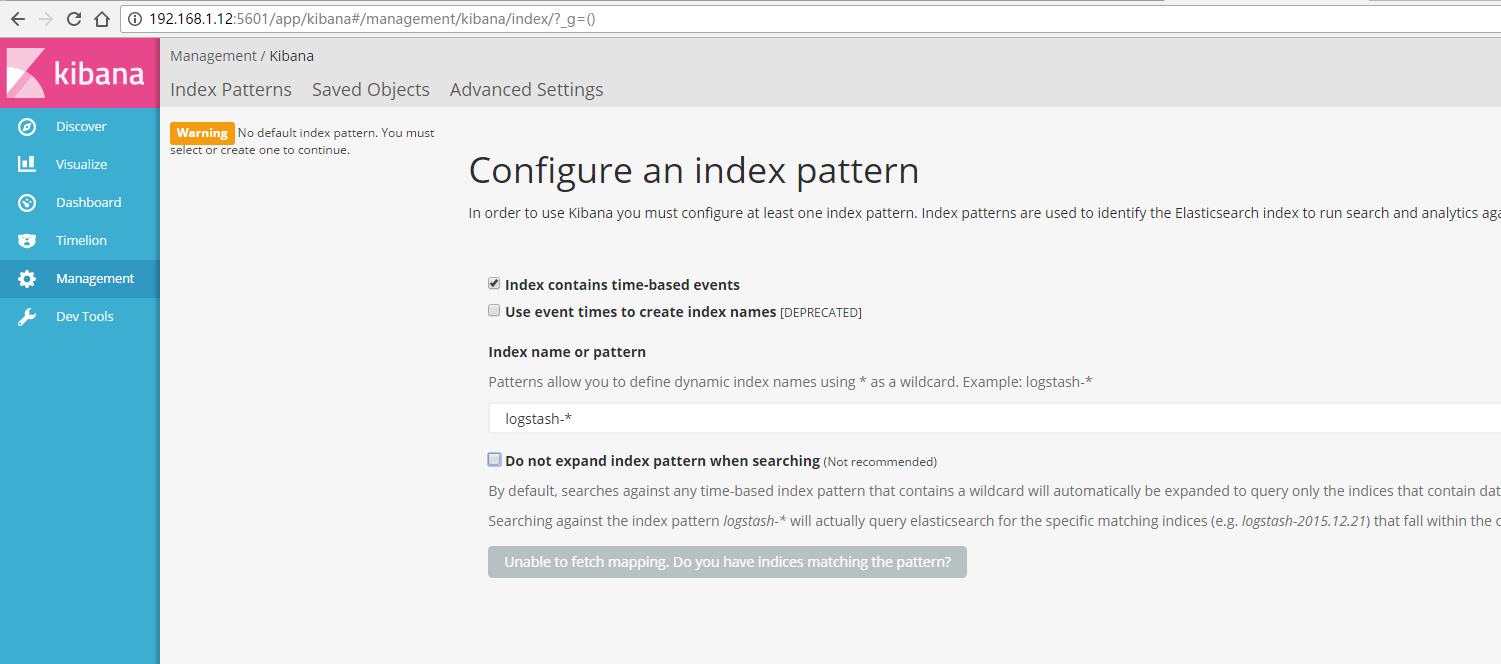 192.168.1.12:5601/app/kibana#/management/kibana/index/?_g=()
kibana
Management / Kibana
Index Patterns Saved Objects Advanced Settings
Discover
Visualize
Dashboard
Timelion
Management
Dev Tools
Warning No default index pattern. You must
select or create one to continue.
Configure an index pattern
In order to use Kibana you must configure at least one index pattern. Index patterns are used to identify the Elasticsearch index to run search and analytics aga
Index contains time-based events
Use event times to create index names [DEPRECATED]
Index name or pattern
Patterns allow you to define dynamic index names using * as a wildcard. Example: logstash-*
logstash-*
Do not expand index pattern when searching (Not recommended)
By default, searches against any time-based index pattern that contains a wildcard will automatically be expanded to query only the indices that contain dat
Searching against the index pattern logstash-* will actually query elasticsearch for the specific matching indices (e.g. logstash-2015.12.21) that fall within the c
Unable to fetch mapping. Do you have indices matching the pattern?